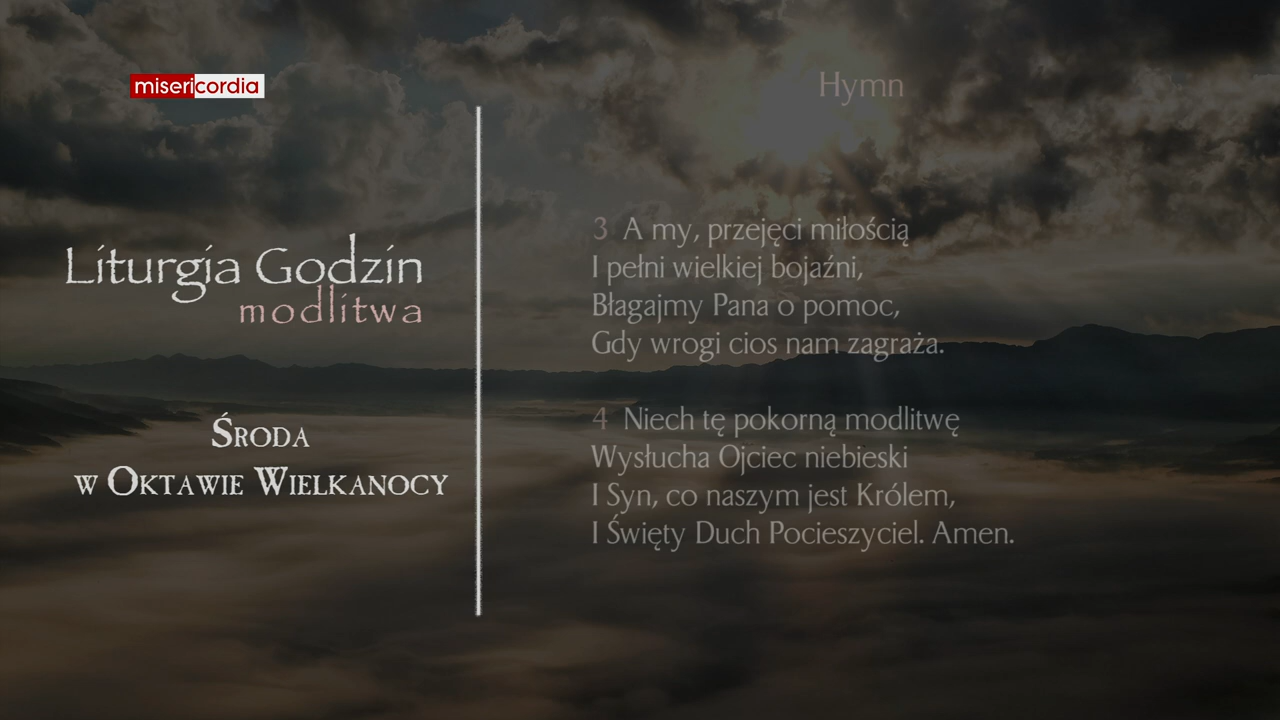 misericordia
Liturgia Godzin
modlitwa
Środa
w Oktawie Wielkanocy
Hymn
3 A my, przejęci miłością
I pełni wielkiej bojaźni,
Błagajmy Pana o pomoc,
Gdy wrogi cios nam zagraża.
4 Niech tę pokorną modlitwę
Wysłucha Ojciec niebieski
I Syn, co naszym jest Królem,
I Święty Duch Pocieszyciel. Amen.